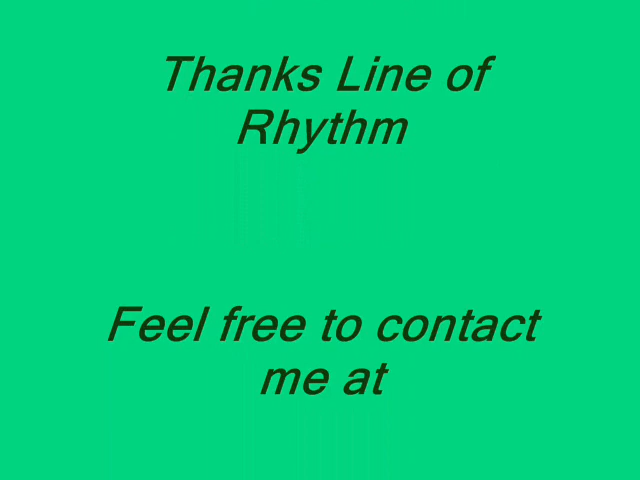 Thanks Line of
Rhythm
Feel free to contact
me at